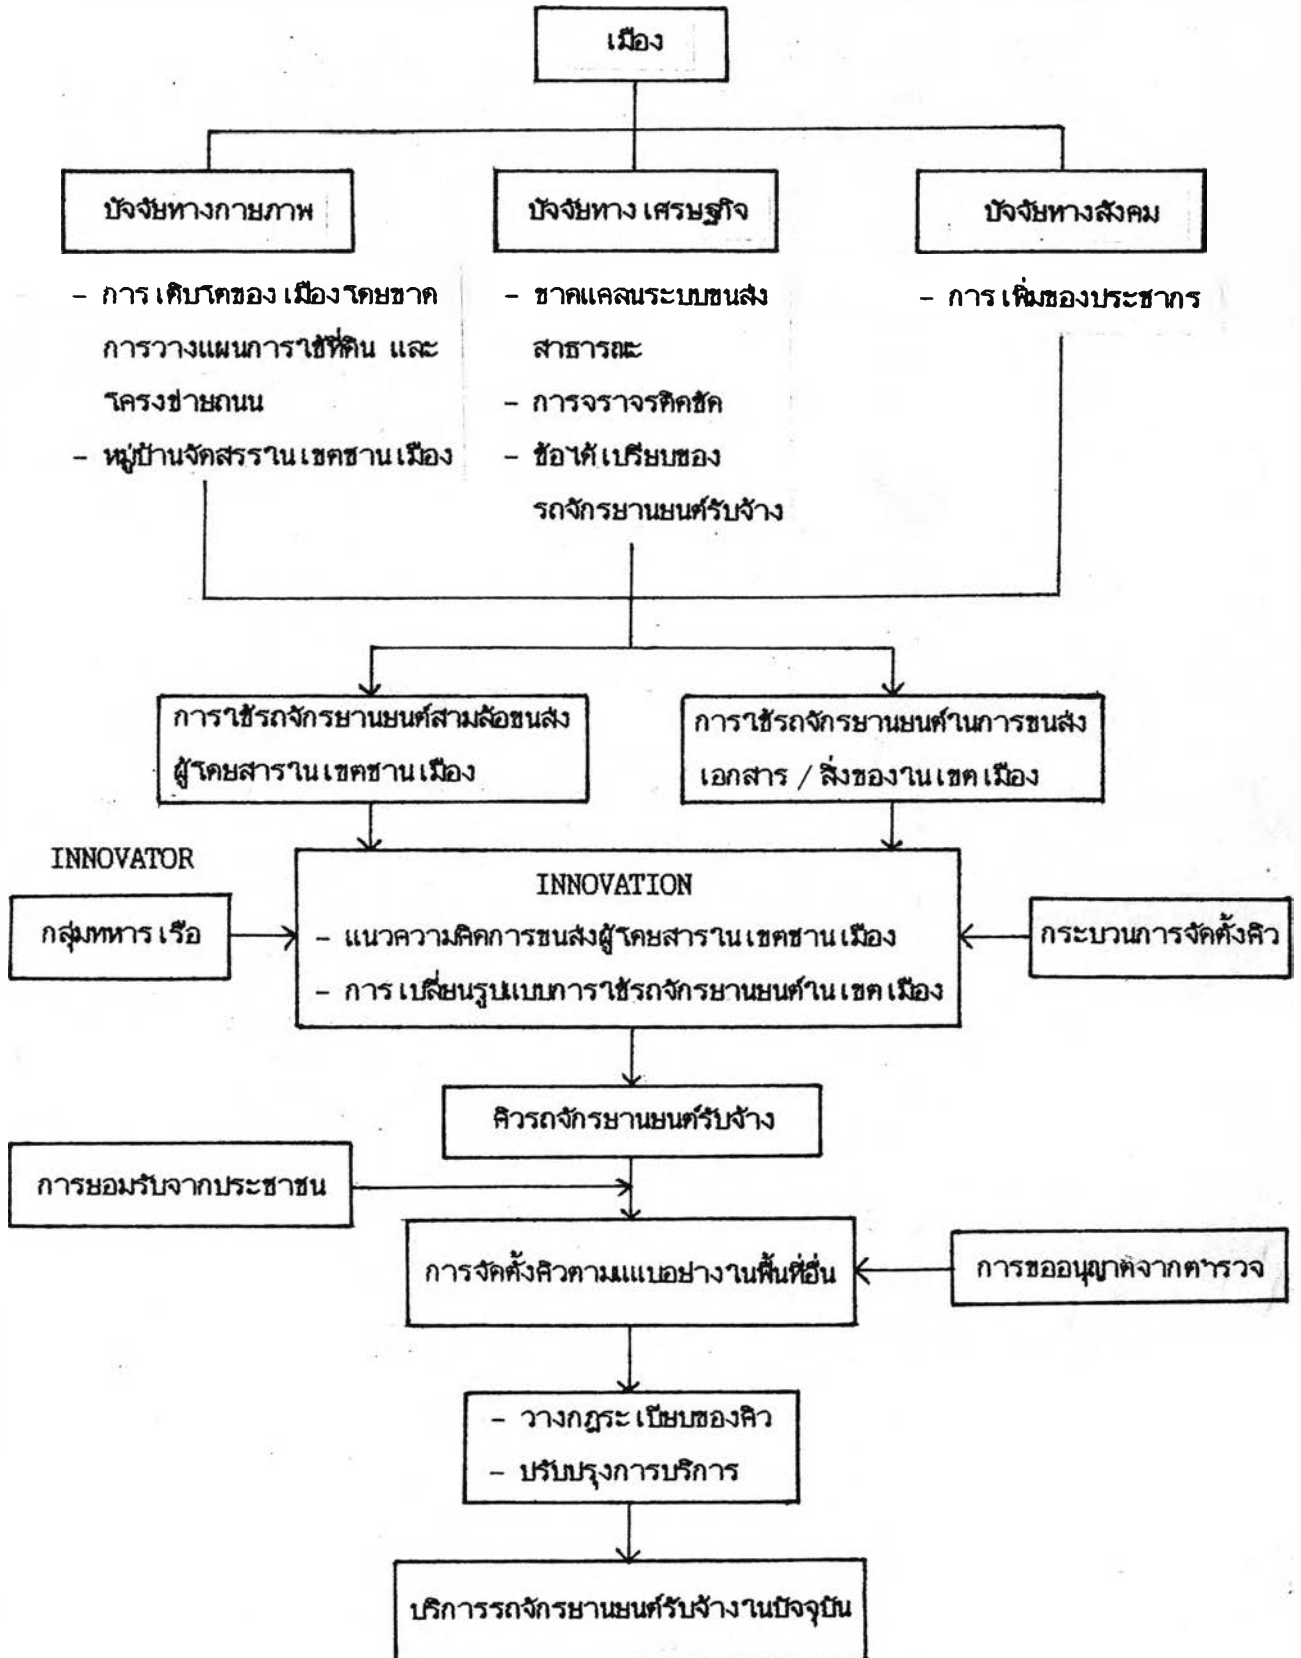 เมือง
ปัจจัยทางกายภาพ
ปัจจัยทางเศรษฐกิจ
ปัจจัยทางสังคม
- การเติบโตของเมืองโดยขาด
การวางแผนการใช้ที่ดิน และ
โครงข่ายถนน
- หมู่บ้านจัดสรรในเขตชานเมือง
- ขาดแคลนระบบขนส่ง
สาธารณะ
- การจราจรติดขัด
- ข้อได้เปรียบของ
รถจักรยานยนต์รับจ้าง
- การเพิ่มของประชากร
การใช้รถจักรยานยนต์สามล้อขนส่ง
ผู้โดยสารในเขตชานเมือง
การใช้รถจักรยานยนต์ในการขนส่ง
เอกสาร / สิ่งของในเขตเมือง
INNOVATOR
กลุ่มทหารเรือ
INNOVATION
- แนวความคิดการขนส่งผู้โดยสารในเขตชานเมือง
- การเปลี่ยนรูปแบบการใช้รถจักรยานยนต์ในเขตเมือง
กระบวนการจัดตั้งคิว
คิวรถจักรยานยนต์รับจ้าง
การยอมรับจากประชาชน
การจัดตั้งคิวตามแบบอย่างในพื้นที่อื่น
การขออนุญาติจากตำรวจ
- วางกฎระเบียบของคิว
- ปรับปรุงการบริการ
บริการรถจักรยานยนต์รับจ้างในปัจจุบัน